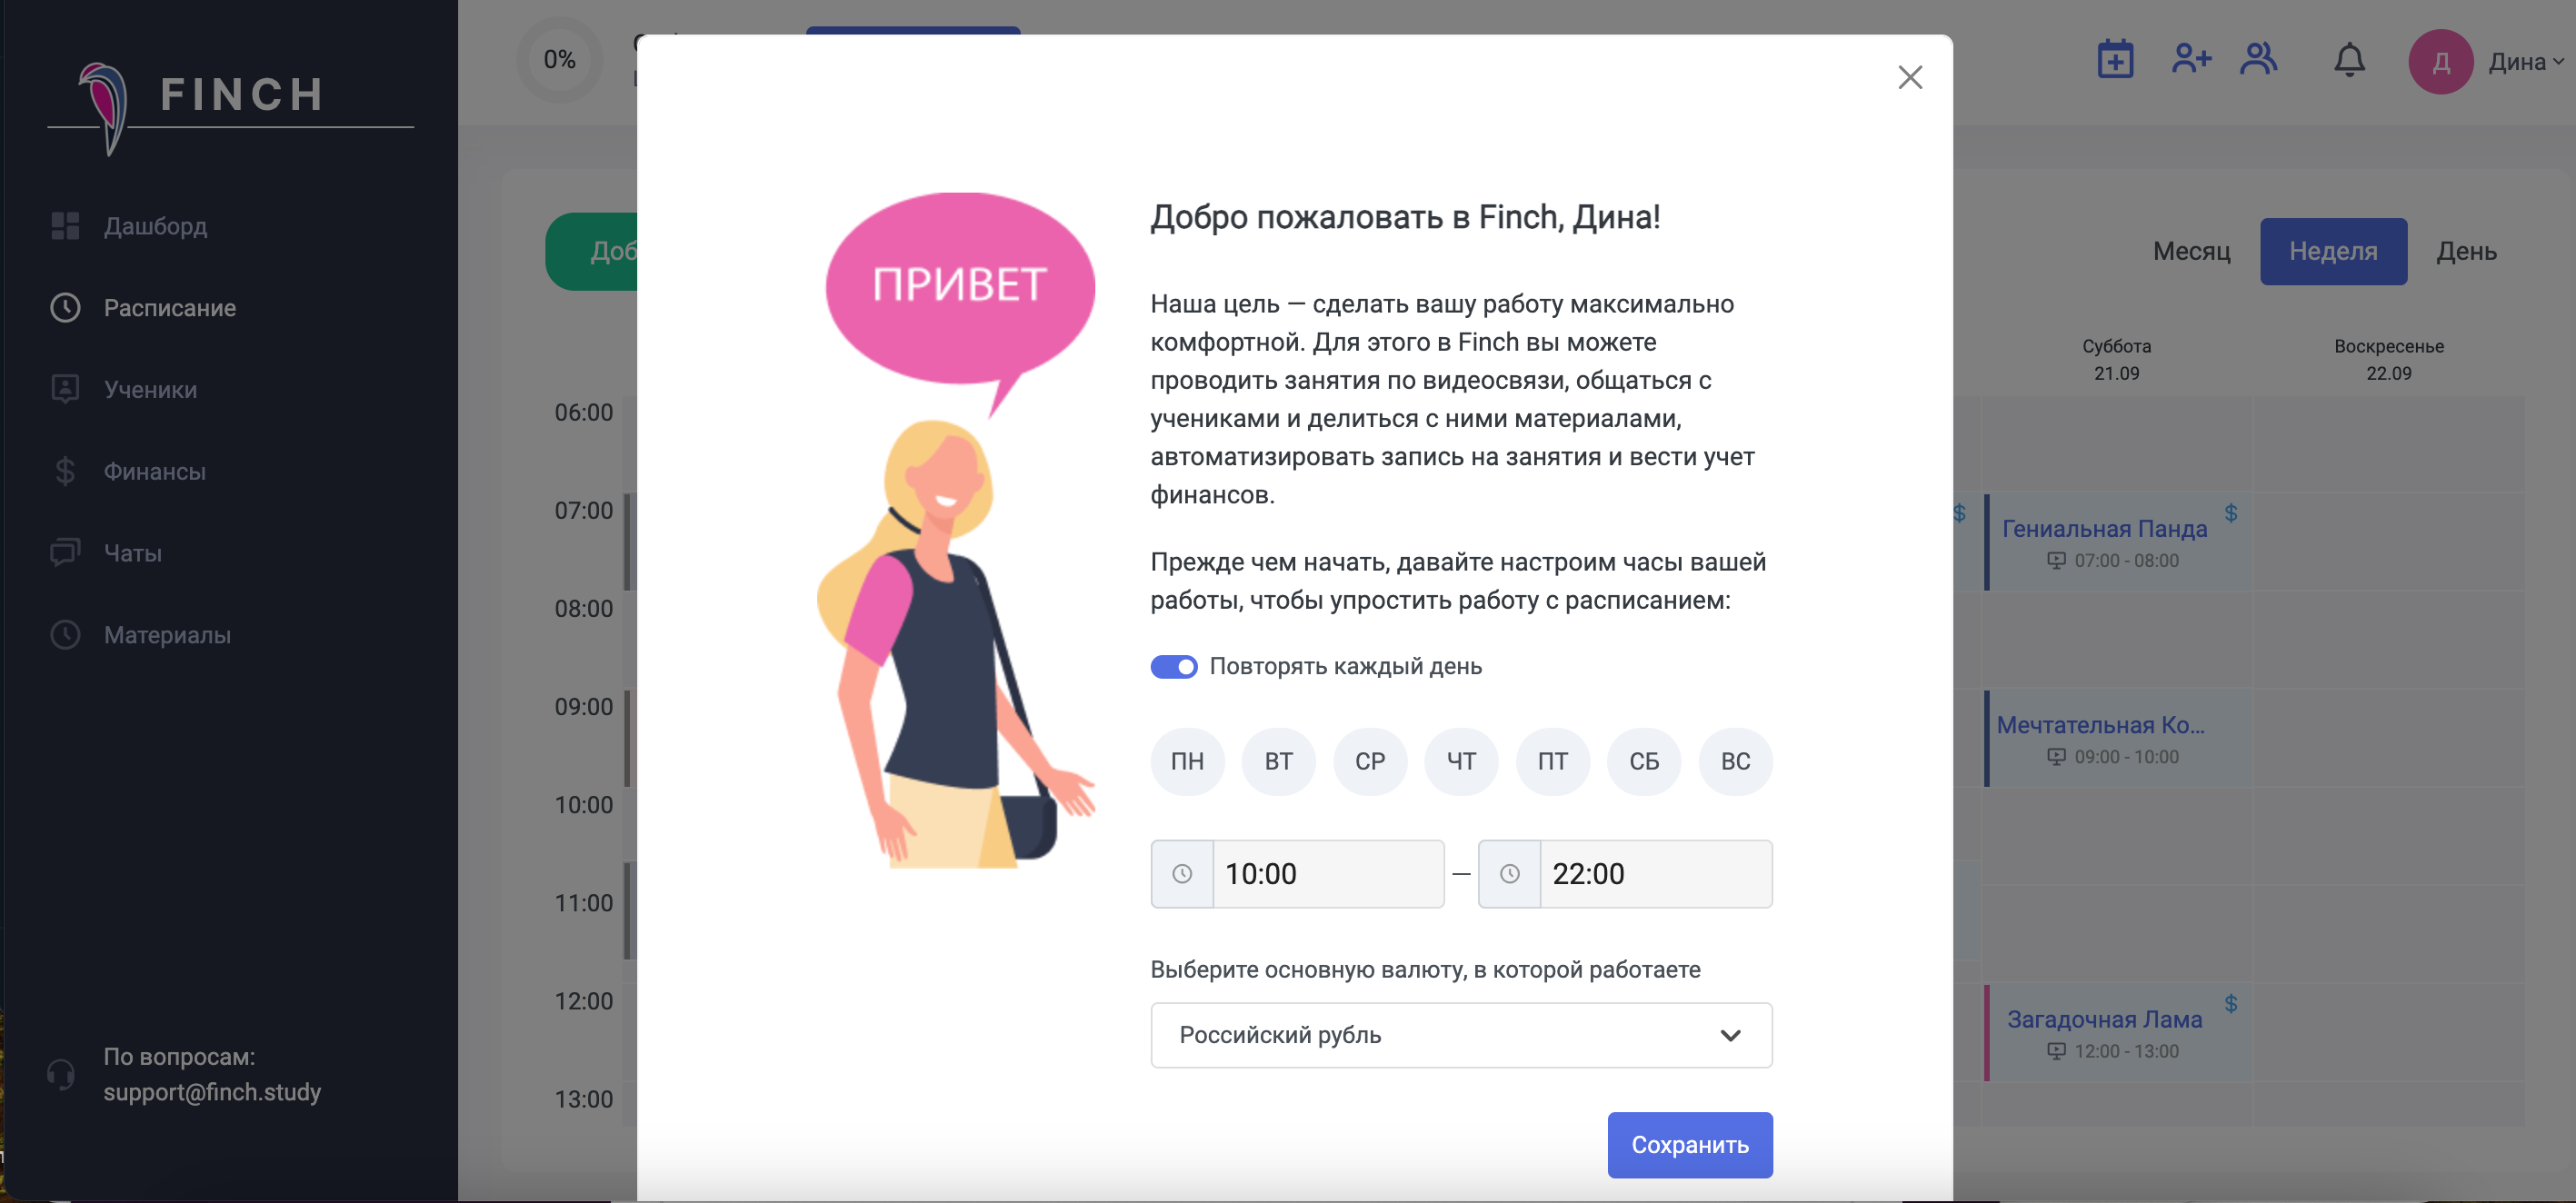 FINCH
Дашборд
Расписание
Ученики
Финансы
Чаты
Материалы
По вопросам:
support@finch.study
0%
Дина
Д
Месяц
Неделя
День
Суббота
21.09
Воскресенье
22.09
06:00
07:00
08:00
09:00
10:00
11:00
12:00
13:00
$
Гениальная Панда
$
07:00 - 08:00
Мечтательная Ко...
09:00 - 10:00
Загадочная Лама
$
12:00 - 13:00
ПРИВЕТ
Добро пожаловать в Finch, Дина!
Наша цель — сделать вашу работу максимально
комфортной. Для этого в Finch вы можете
проводить занятия по видеосвязи, общаться с
учениками и делиться с ними материалами,
автоматизировать запись на занятия и вести учет
финансов.
Прежде чем начать, давайте настроим часы вашей
работы, чтобы упростить работу с расписанием:
Повторять каждый день
ПН ВТ СР ЧТ ПТ СБ ВС
10:00 — 22:00
Выберите основную валюту, в которой работаете
Российский рубль
Сохранить